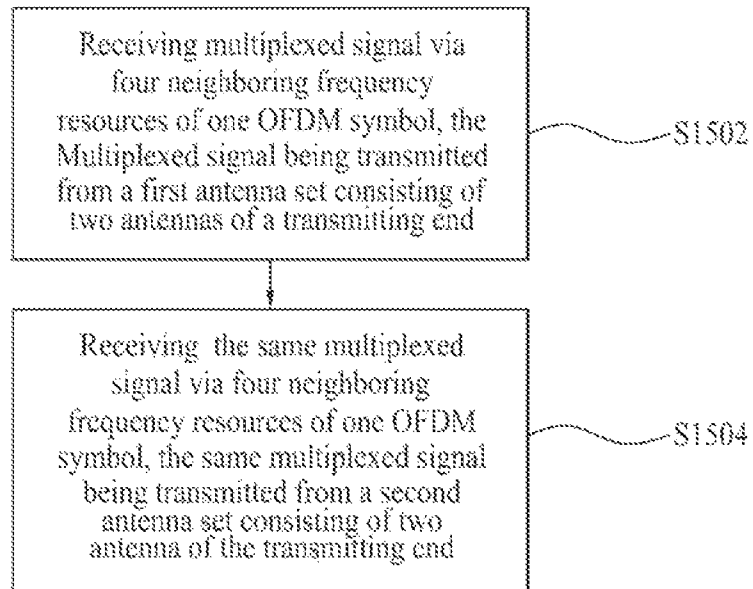 Receiving multiplexed signal via
four neighboring frequency
resources of one OFDM symbol, the
Multiplexed signal being transmitted
from a first antenna set consisting of
two antennas of a transmitting end
S1502
Receiving the same multiplexed
signal via four neighboring
frequency resources of one OFDM
symbol, the same multiplexed signal
being transmitted from a second
antenna set consisting of two
antenna of the transmitting end
S1504